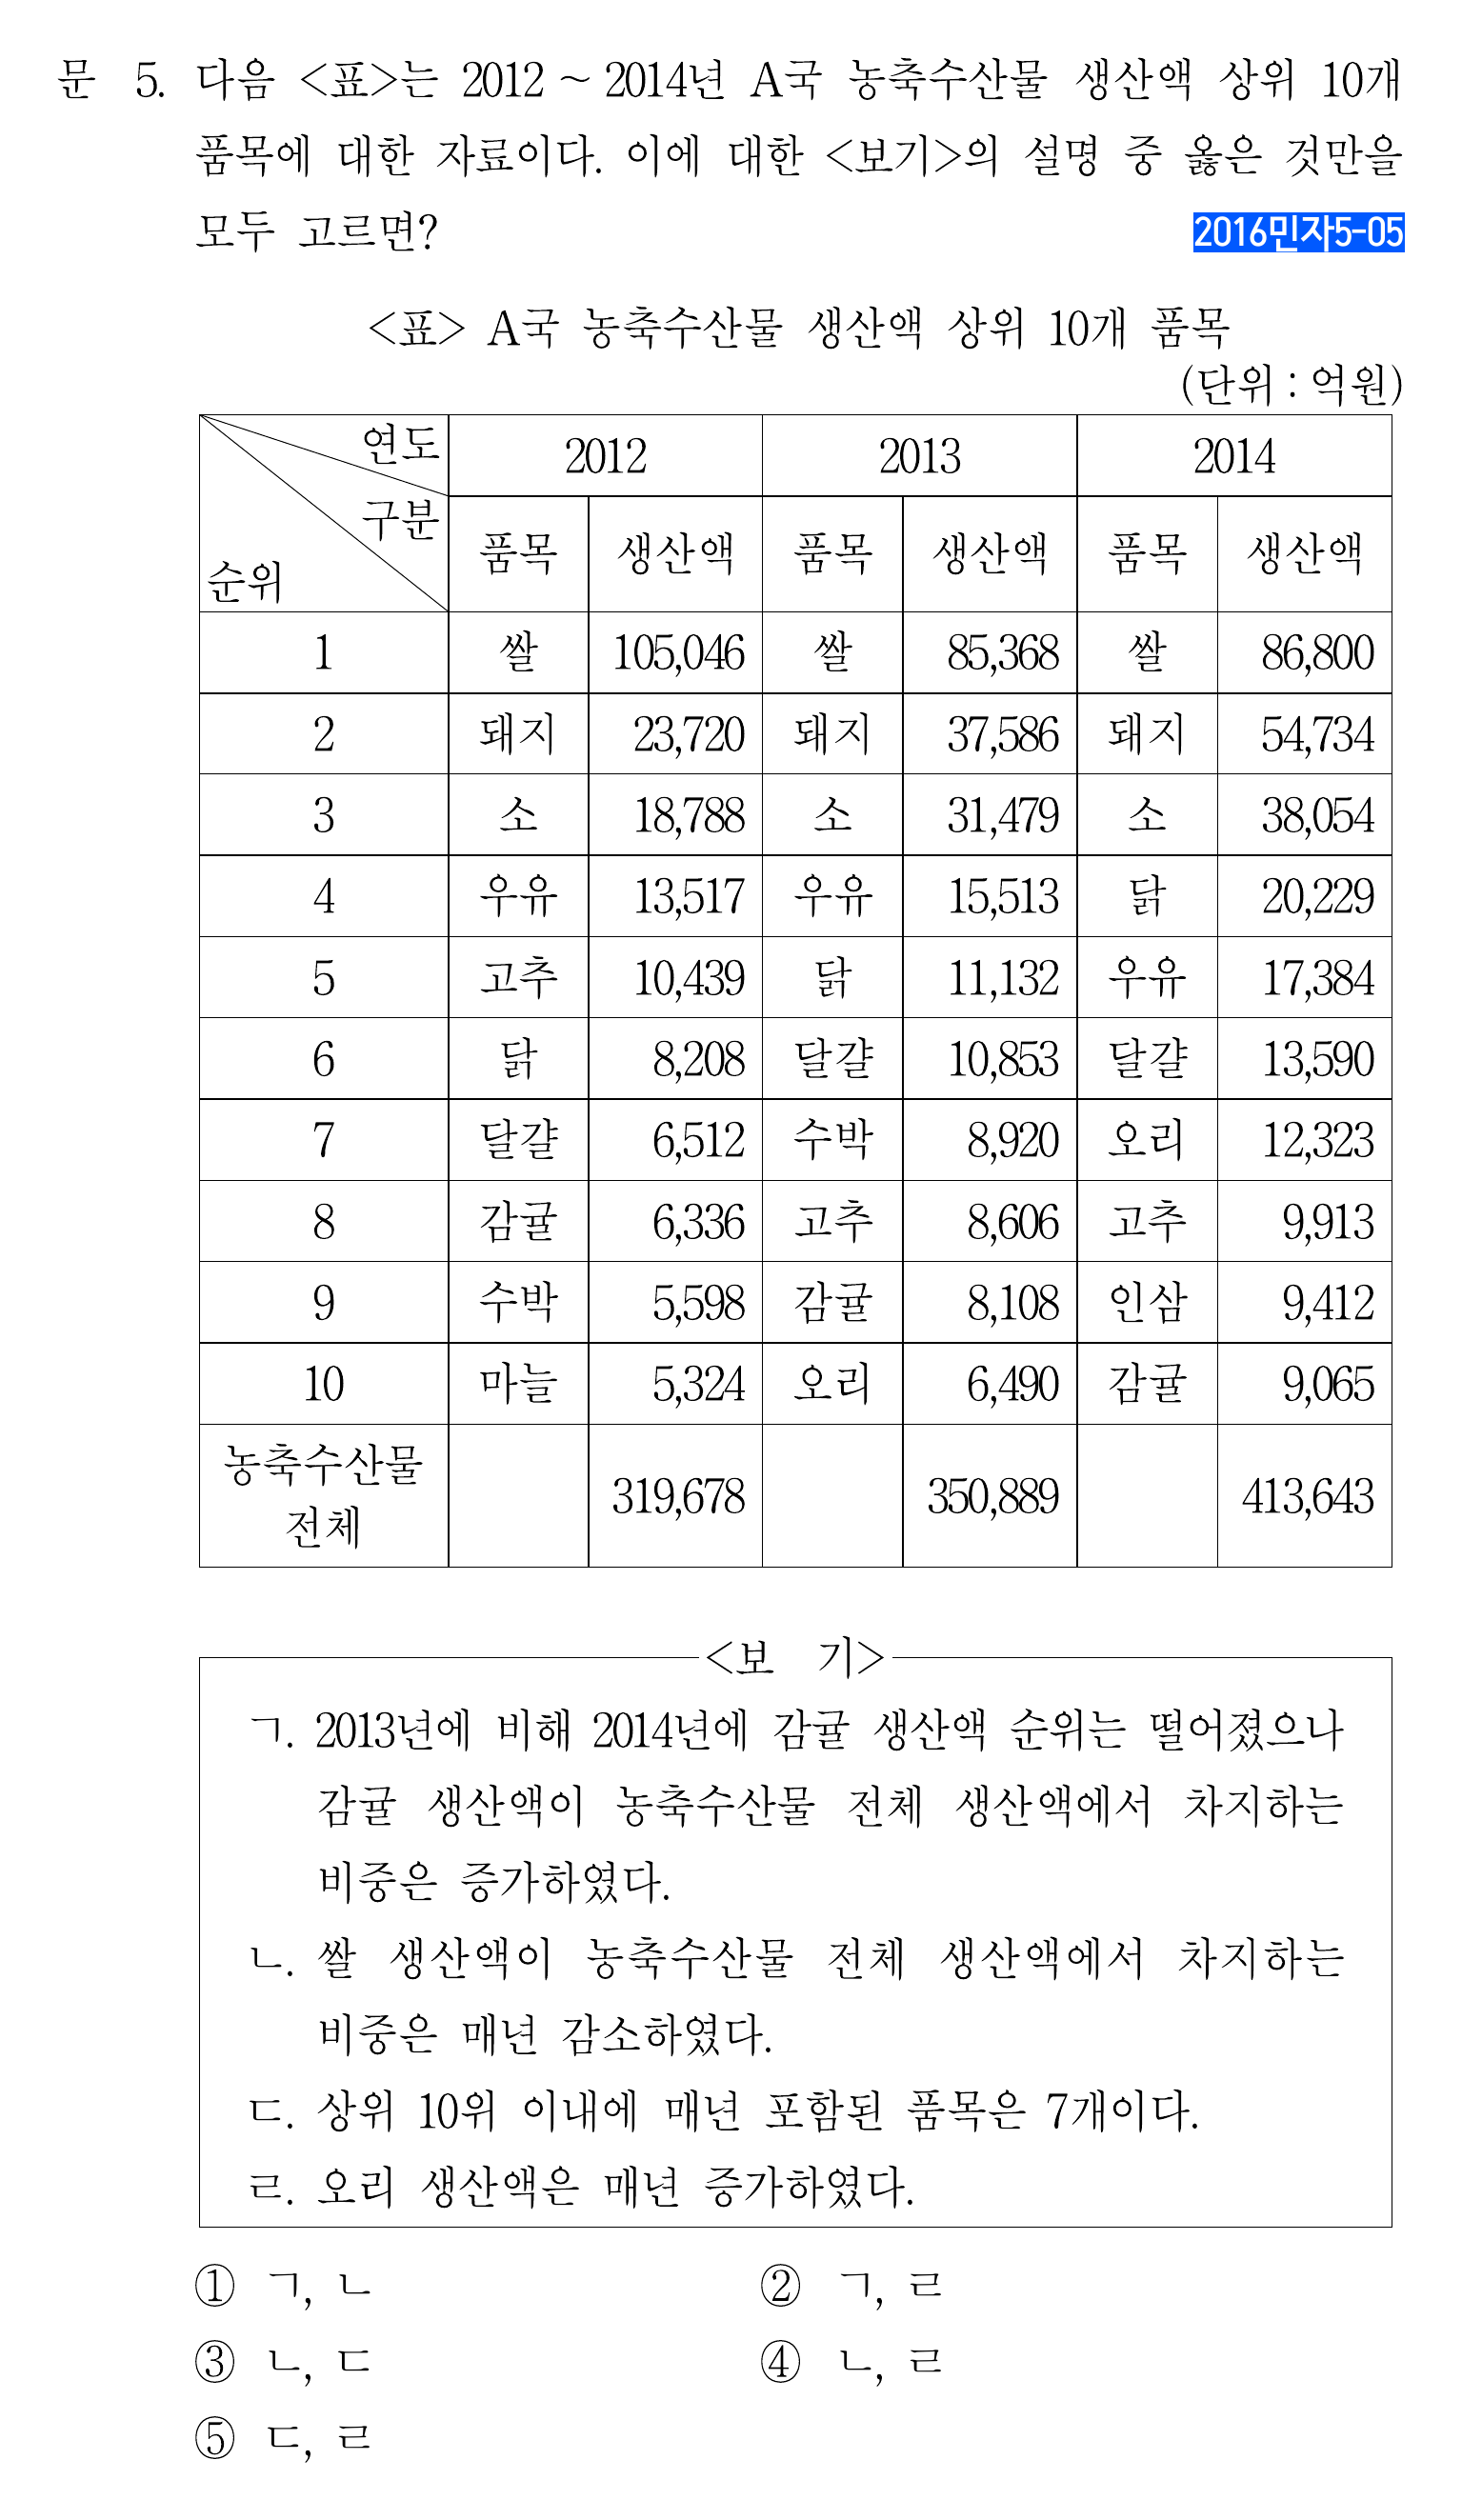 문 5. 다음 <표>는 2012 ~ 2014년 A국 농축수산물 생산액 상위 10개
품목에 대한 자료이다. 이에 대한 <보기>의 설명 중 옳은 것만을
모두 고르면?
2016민자5-05
<표> A국 농축수산물 생산액 상위 10개 품목
(단위 : 억원)
연도 2012 2013 2014
구분
순위 품목 생산액 품목 생산액 품목 생산액
1 쌀 105,046 쌀 85,368 쌀 86,800
2 돼지 23,720 돼지 37,586 돼지 54,734
3 소 18,788 소 31,479 소 38,054
4 우유 13,517 우유 15,513 닭 20,229
5 고추 10,439 닭 11,132 우유 17,384
6 닭 8,208 달걀 10,853 달걀 13,590
7 달걀 6,512 수박 8,920 오리 12,323
8 감귤 6,336 고추 8,606 고추 9,913
9 수박 5,598 감귤 8,108 인삼 9,412
10 마늘 5,324 오리 6,490 감귤 9,065
농축수산물
전체 319,678 350,889 413,643
<보 기>
ㄱ. 2013년에 비해 2014년에 감귤 생산액 순위는 떨어졌으나
감귤 생산액이 농축수산물 전체 생산액에서 차지하는
비중은 증가하였다.
ㄴ. 쌀 생산액이 농축수산물 전체 생산액에서 차지하는
비중은 매년 감소하였다.
ㄷ. 상위 10위 이내에 매년 포함된 품목은 7개이다.
ㄹ. 오리 생산액은 매년 증가하였다.
① ㄱ, ㄴ ② ㄱ, ㄹ
③ ㄴ, ㄷ ④ ㄴ, ㄹ
⑤ ㄷ, ㄹ